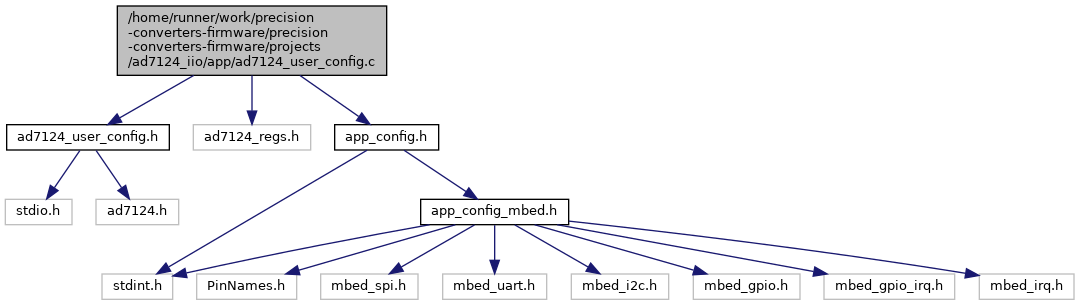 /home/runner/work/precision
-converters-firmware/precision
-converters-firmware/projects
/ad7124_iio/app/ad7124_user_config.c
ad7124_user_config.h
ad7124_regs.h
app_config.h
stdio.h
ad7124.h
app_config_mbed.h
stdint.h
PinNames.h
mbed_spi.h
mbed_uart.h
mbed_i2c.h
mbed_gpio.h
mbed_gpio_irq.h
mbed_irq.h